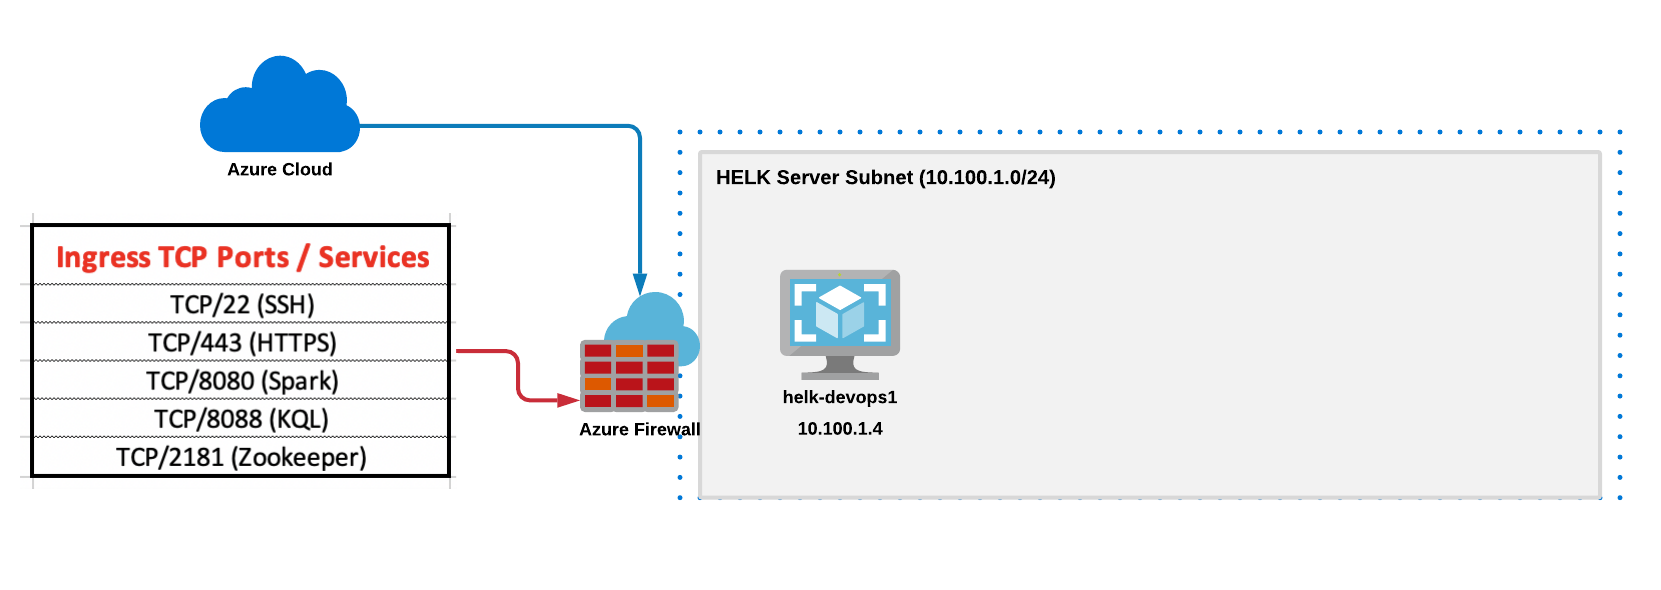 Azure Cloud
HELK Server Subnet (10.100.1.0/24)
Ingress TCP Ports / Services
TCP/22 (SSH)
TCP/443 (HTTPS)
TCP/8080 (Spark)
TCP/8088 (KQL)
TCP/2181 (Zookeeper)
Azure Firewall
helk-devops1
10.100.1.4